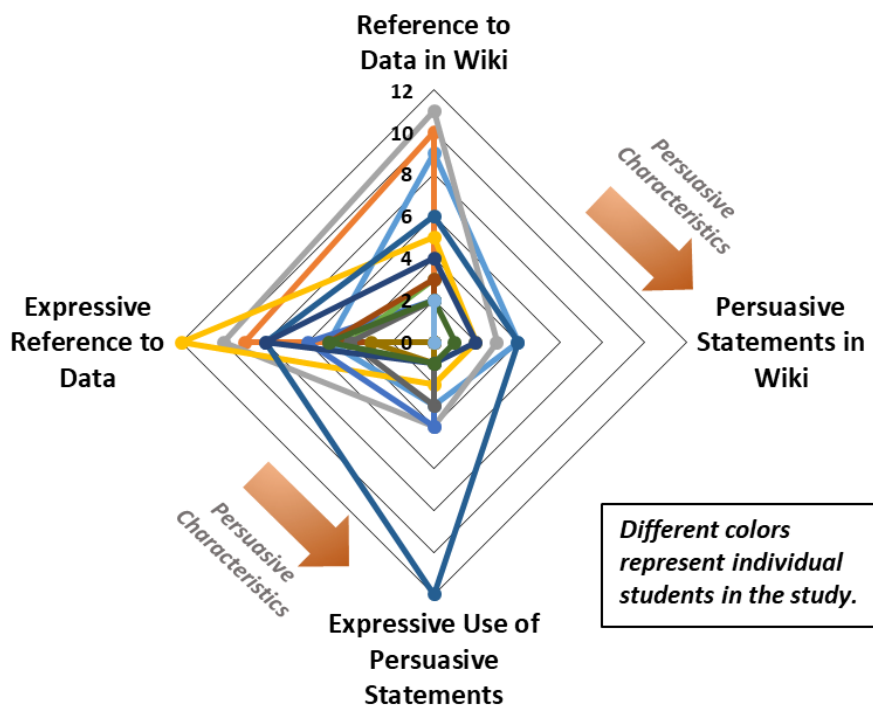 Reference to
Data in Wiki
12
10
8
6
4
2
0
Persuasive
Characteristics
Expressive
Reference to
Data
Persuasive
Statements in
Wiki
Persuasive
Characteristics
Different colors
represent individual
students in the study.
Expressive Use of
Persuasive
Statements